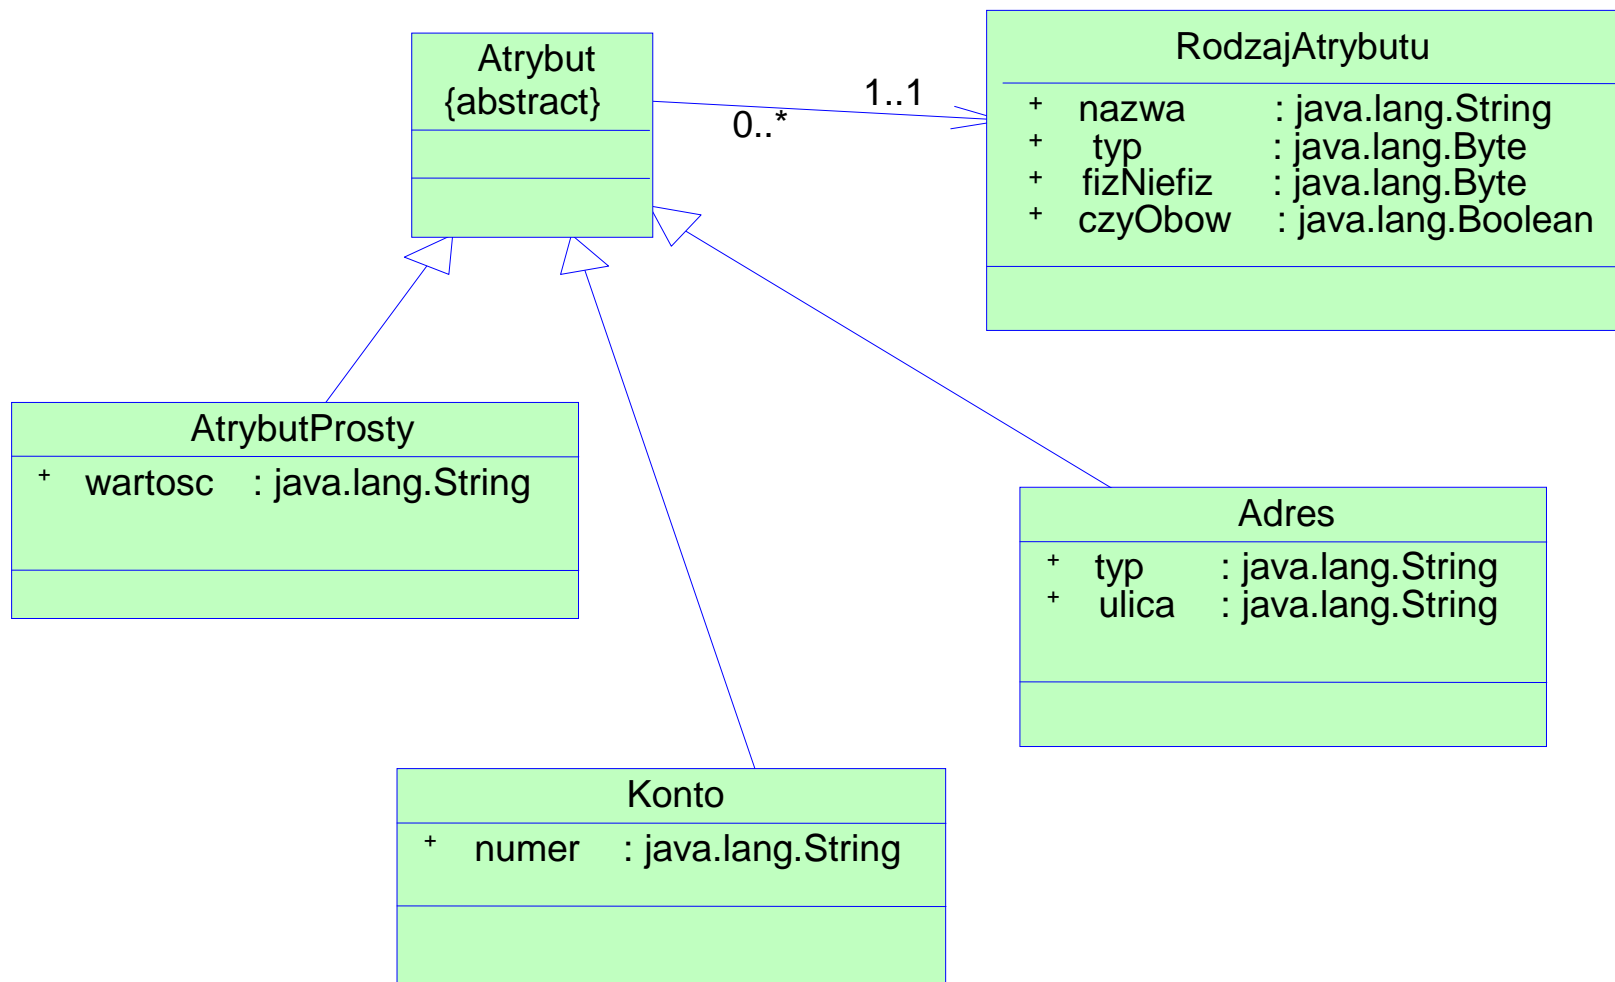 Atrybut
{abstract}
0..*
1..1
RodzajAtrybutu
+ nazwa : java.lang.String
+ typ : java.lang.Byte
+ fizNiefiz : java.lang.Byte
+ czyObow : java.lang.Boolean
AtrybutProsty
+ wartosc : java.lang.String
Adres
+ typ : java.lang.String
+ ulica : java.lang.String
Konto
+ numer : java.lang.String